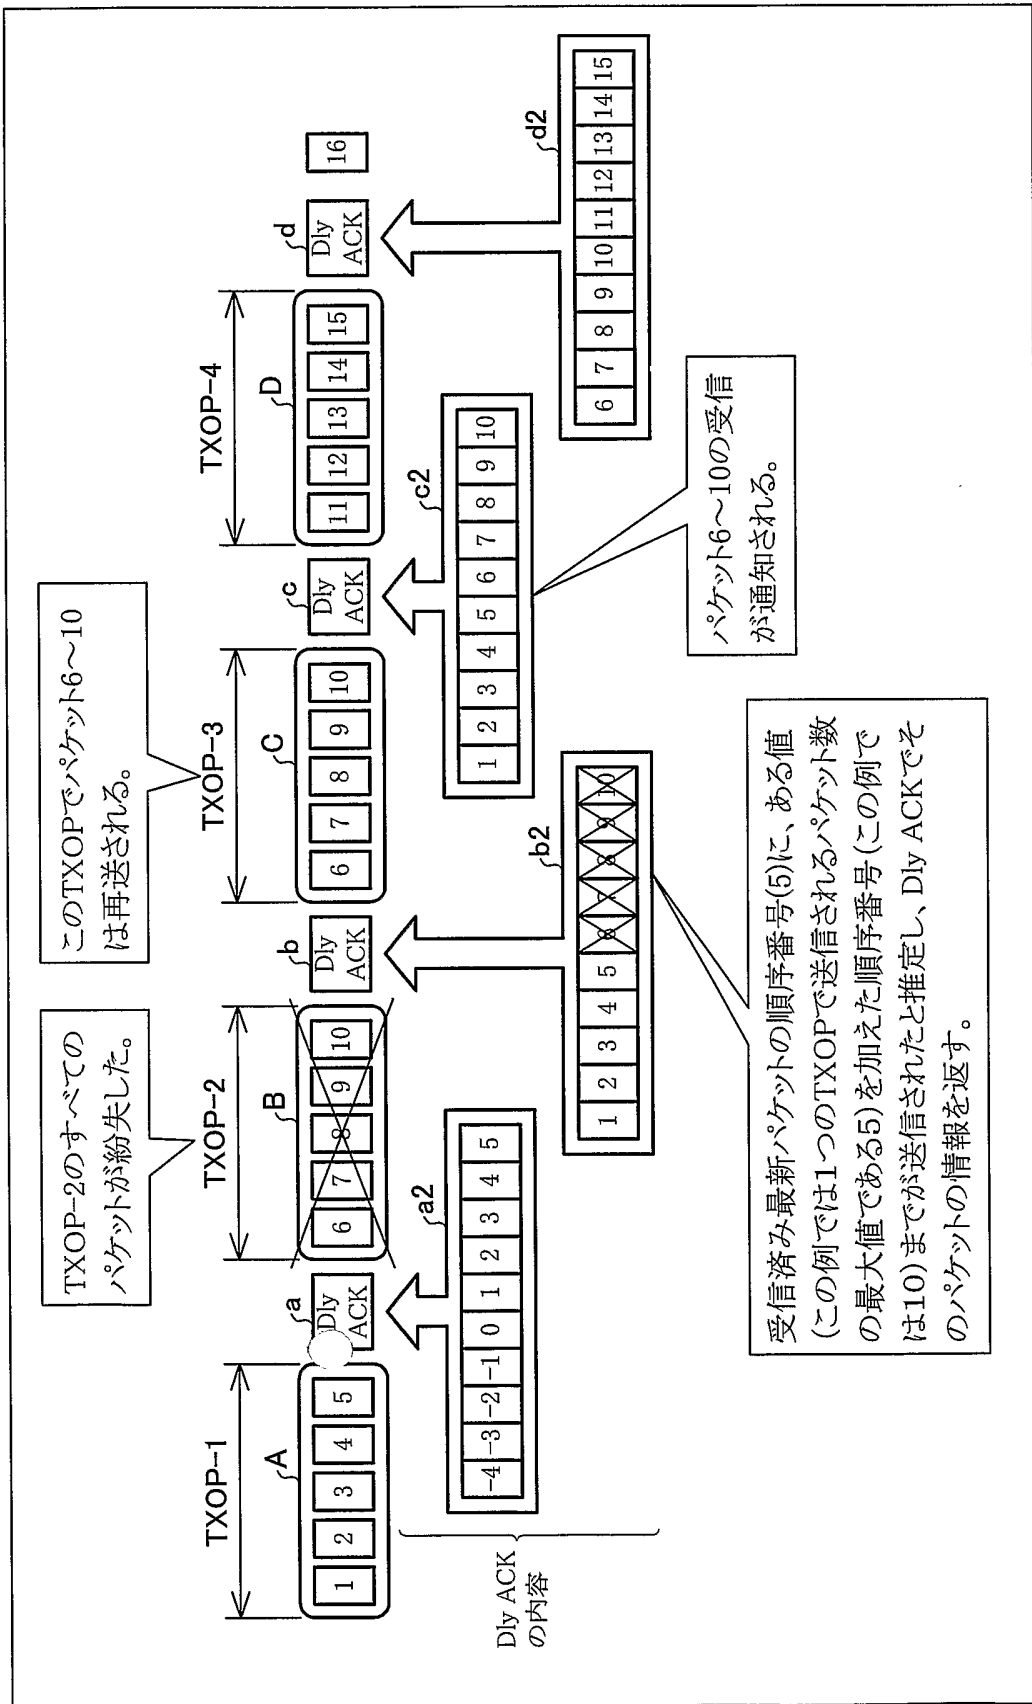 TXOP-2のすべての
パケットが紛失した。
このTXOPでパケット6～10
は再送される。
TXOP-1
TXOP-2
TXOP-3
TXOP-4
A
a
B
b
C
c
D
d
1 2 3 4 5
Dly
ACK
6 7 8 9 10
Dly
ACK
6 7 8 9 10
Dly
ACK
11 12 13 14 15
Dly
ACK
16
Dly ACK
の内容
a2
-4 -3 -2 -1 0 1 2 3 4 5
b2
1 2 3 4 5 6 7 8 9 10
c2
1 2 3 4 5 6 7 8 9 10
d2
6 7 8 9 10 11 12 13 14 15
受信済み最新パケットの順序番号(5)に、ある値
(この例では1つのTXOPで送信されるパケット数
の最大値である5)を加えた順序番号(この例で
は10)までが送信されたと推定し、Dly ACKでそ
のパケットの情報を返す。
パケット6～10の受信
が通知される。